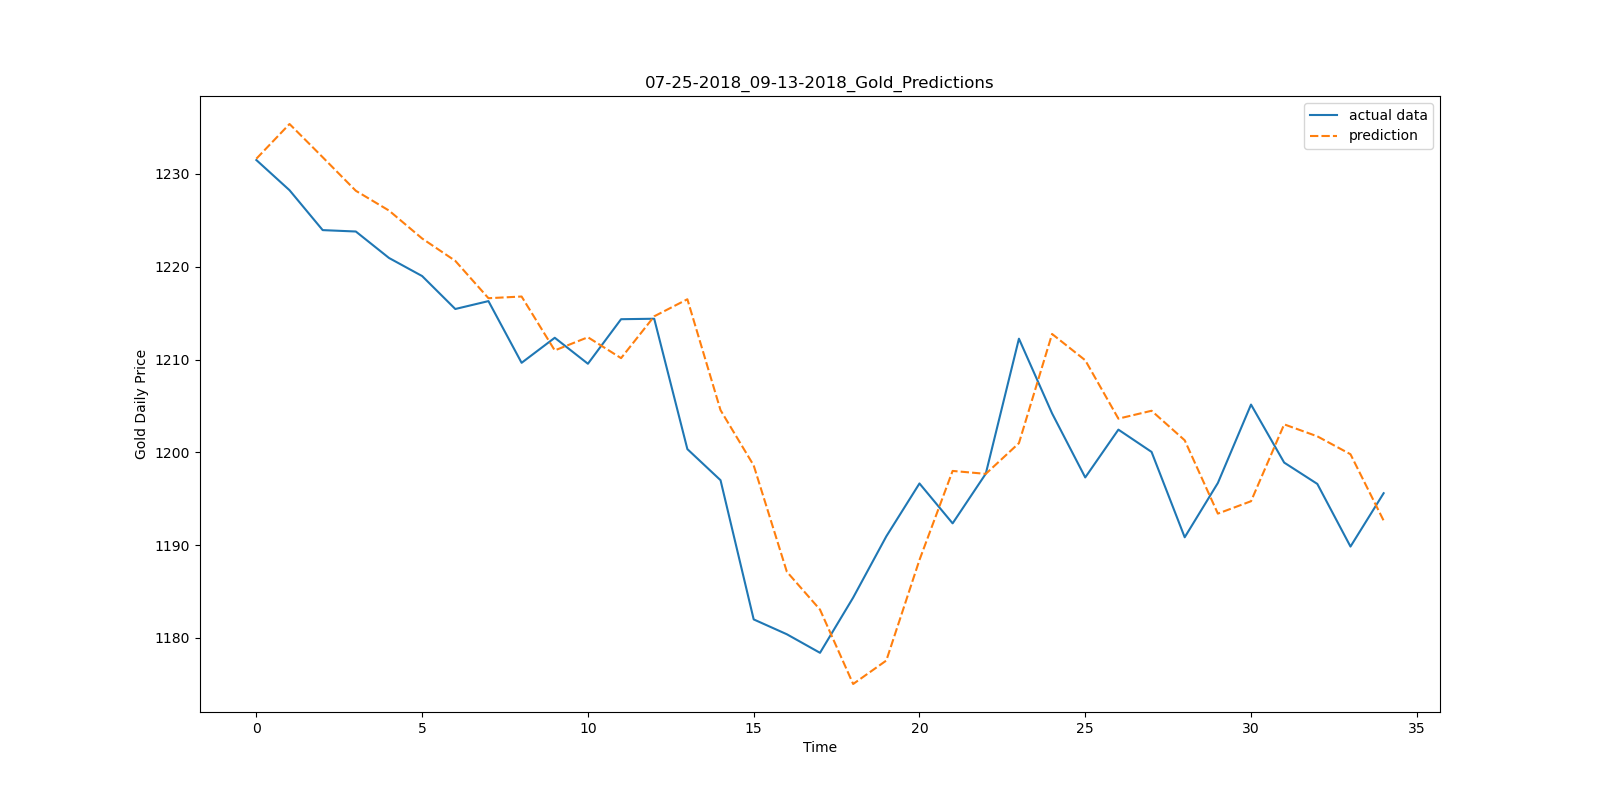 07-25-2018_09-13-2018_Gold_Predictions
actual data
prediction
Gold Daily Price
1230
1220
1210
1200
1190
1180
0 5 10 15 20 25 30 35
Time